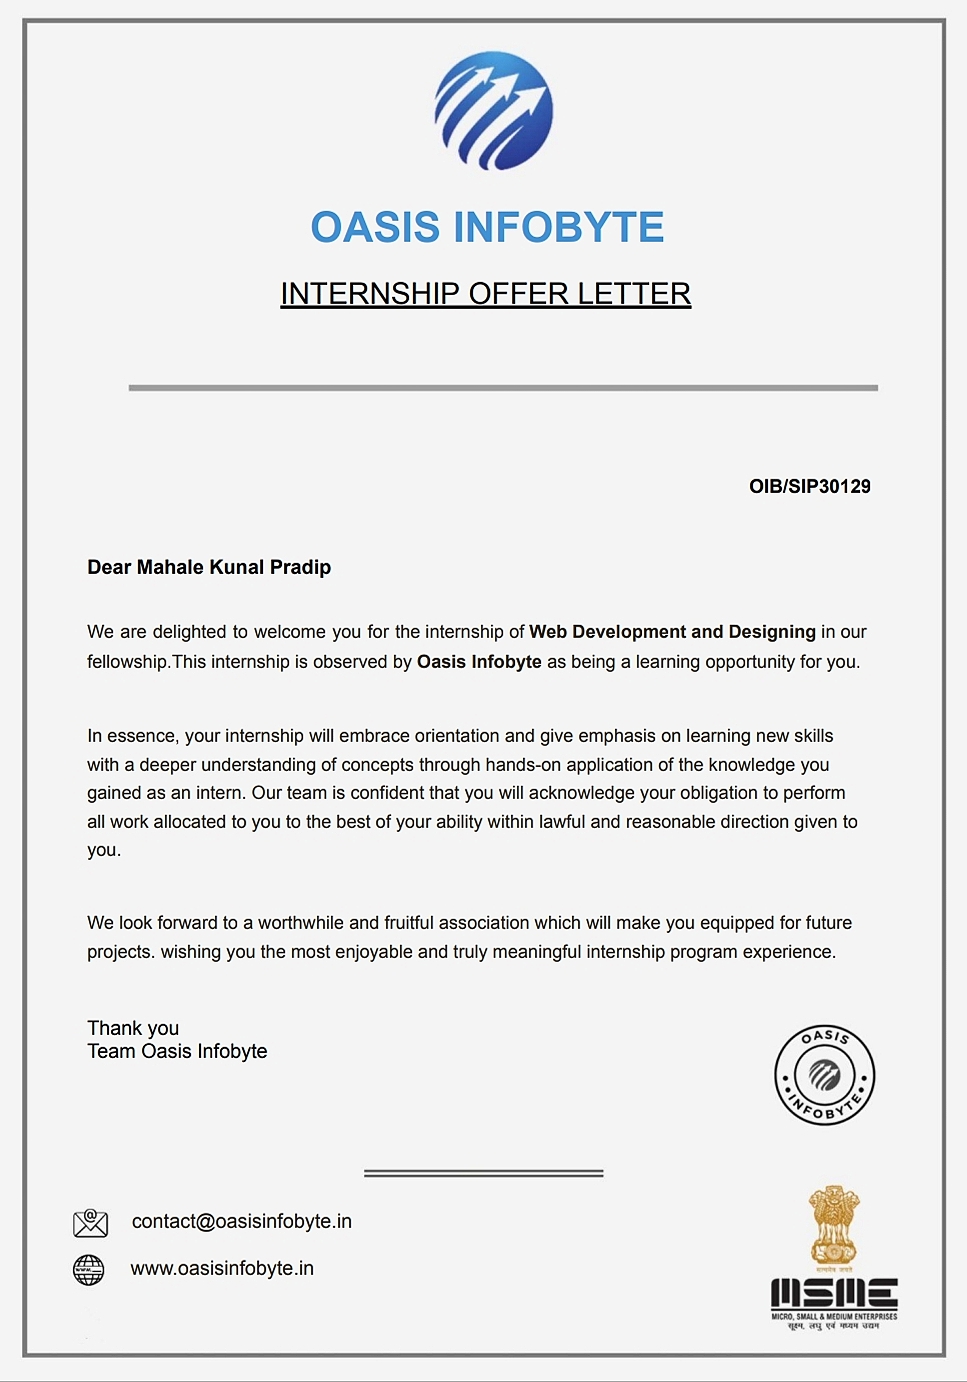 OASIS INFOBYTE
INTERNSHIP OFFER LETTER
OIB/SIP30129
Dear Mahale Kunal Pradip
We are delighted to welcome you for the internship of Web Development and Designing in our
fellowship.This internship is observed by Oasis Infobyte as being a learning opportunity for you.
In essence, your internship will embrace orientation and give emphasis on learning new skills
with a deeper understanding of concepts through hands-on application of the knowledge you
gained as an intern. Our team is confident that you will acknowledge your obligation to perform
all work allocated to you to the best of your ability within lawful and reasonable direction given to
you.
We look forward to a worthwhile and fruitful association which will make you equipped for future
projects. wishing you the most enjoyable and truly meaningful internship program experience.
Thank you
Team Oasis Infobyte
OASIS
INFOBYTE
contact@oasisinfobyte.in
www.oasisinfobyte.in
सत्यमेव जयते
MSME
MICRO, SMALL & MEDIUM ENTERPRISES
सूक्ष्म, लघु एवं मध्यम उद्यम